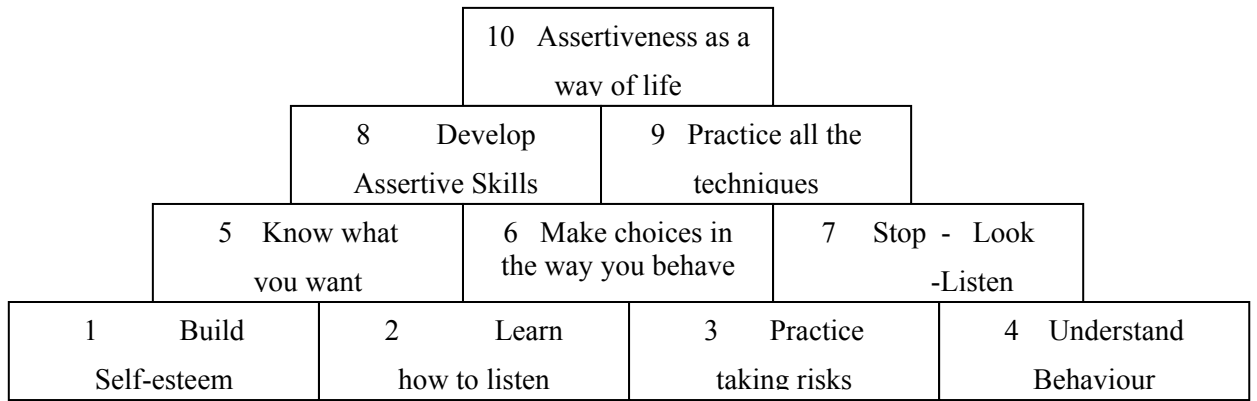 10 Assertiveness as a
way of life
8 Develop
Assertive Skills
9 Practice all the
techniques
5 Know what
you want
6 Make choices in
the way you behave
7 Stop - Look
-Listen
1 Build
Self-esteem
2 Learn
how to listen
3 Practice
taking risks
4 Understand
Behaviour